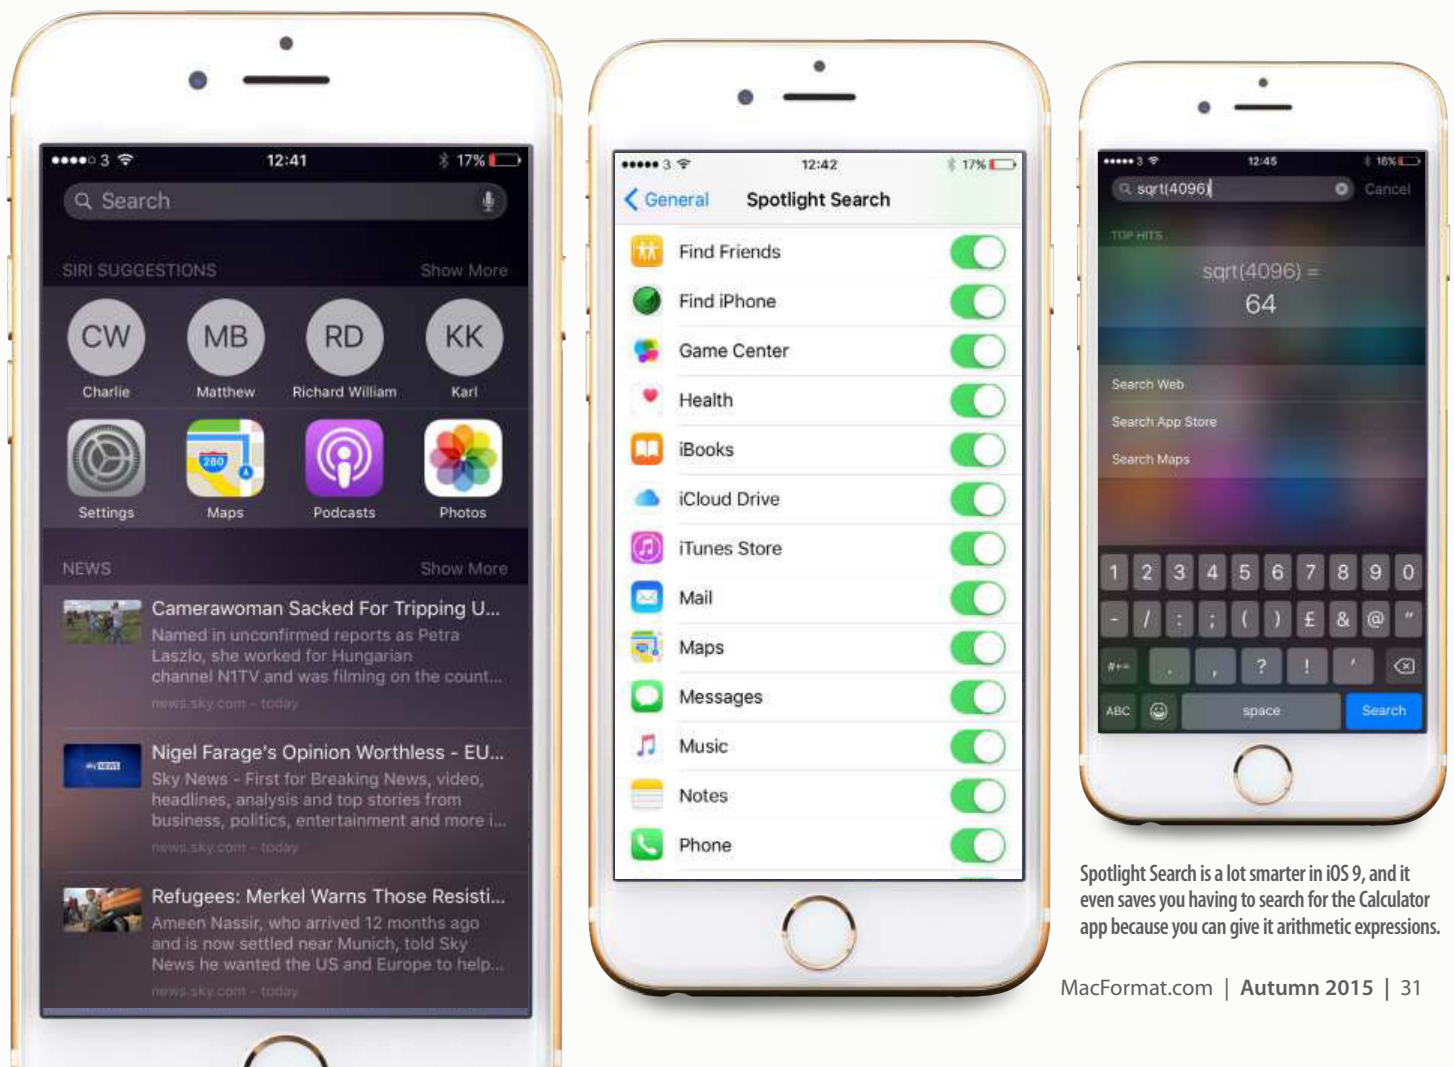 3 12:41 17%
Search
SIRI SUGGESTIONS Show More
CW MB RD KK
Charlie Matthew Richard William Karl
280
Settings Maps Podcasts Photos
NEWS Show More
Camerawoman Sacked For Tripping U...
Named in unconfirmed reports as Petra
Laszlo, she worked for Hungarian
channel N1TV and was filming on the count...
news.sky.com - today
sky NEWS
Nigel Farage's Opinion Worthless - EU...
Sky News - First for Breaking News, video,
headlines, analysis and top stories from
business, politics, entertainment and more i...
news.sky.com - today
Refugees: Merkel Warns Those Resisti...
Ameen Nassir, who arrived 12 months ago
and is now settled near Munich, told Sky
News he wanted the US and Europe to help...
news.sky.com - today
3 12:42 17%
General Spotlight Search
Find Friends
Find iPhone
Game Center
Health
iBooks
iCloud Drive
iTunes Store
Mail
Maps
Messages
Music
Notes
Phone
3 12:45 16%
sqrt(4096) Cancel
TOP HITS
sqrt(4096) =
64
Search Web
Search App Store
Search Maps
1 2 3 4 5 6 7 8 9 0
- / : ; ( ) £ & @ "
#+= . , ? ! '
ABC space Search
Spotlight Search is a lot smarter in iOS 9, and it
even saves you having to search for the Calculator
app because you can give it arithmetic expressions.
MacFormat.com | Autumn 2015 | 31